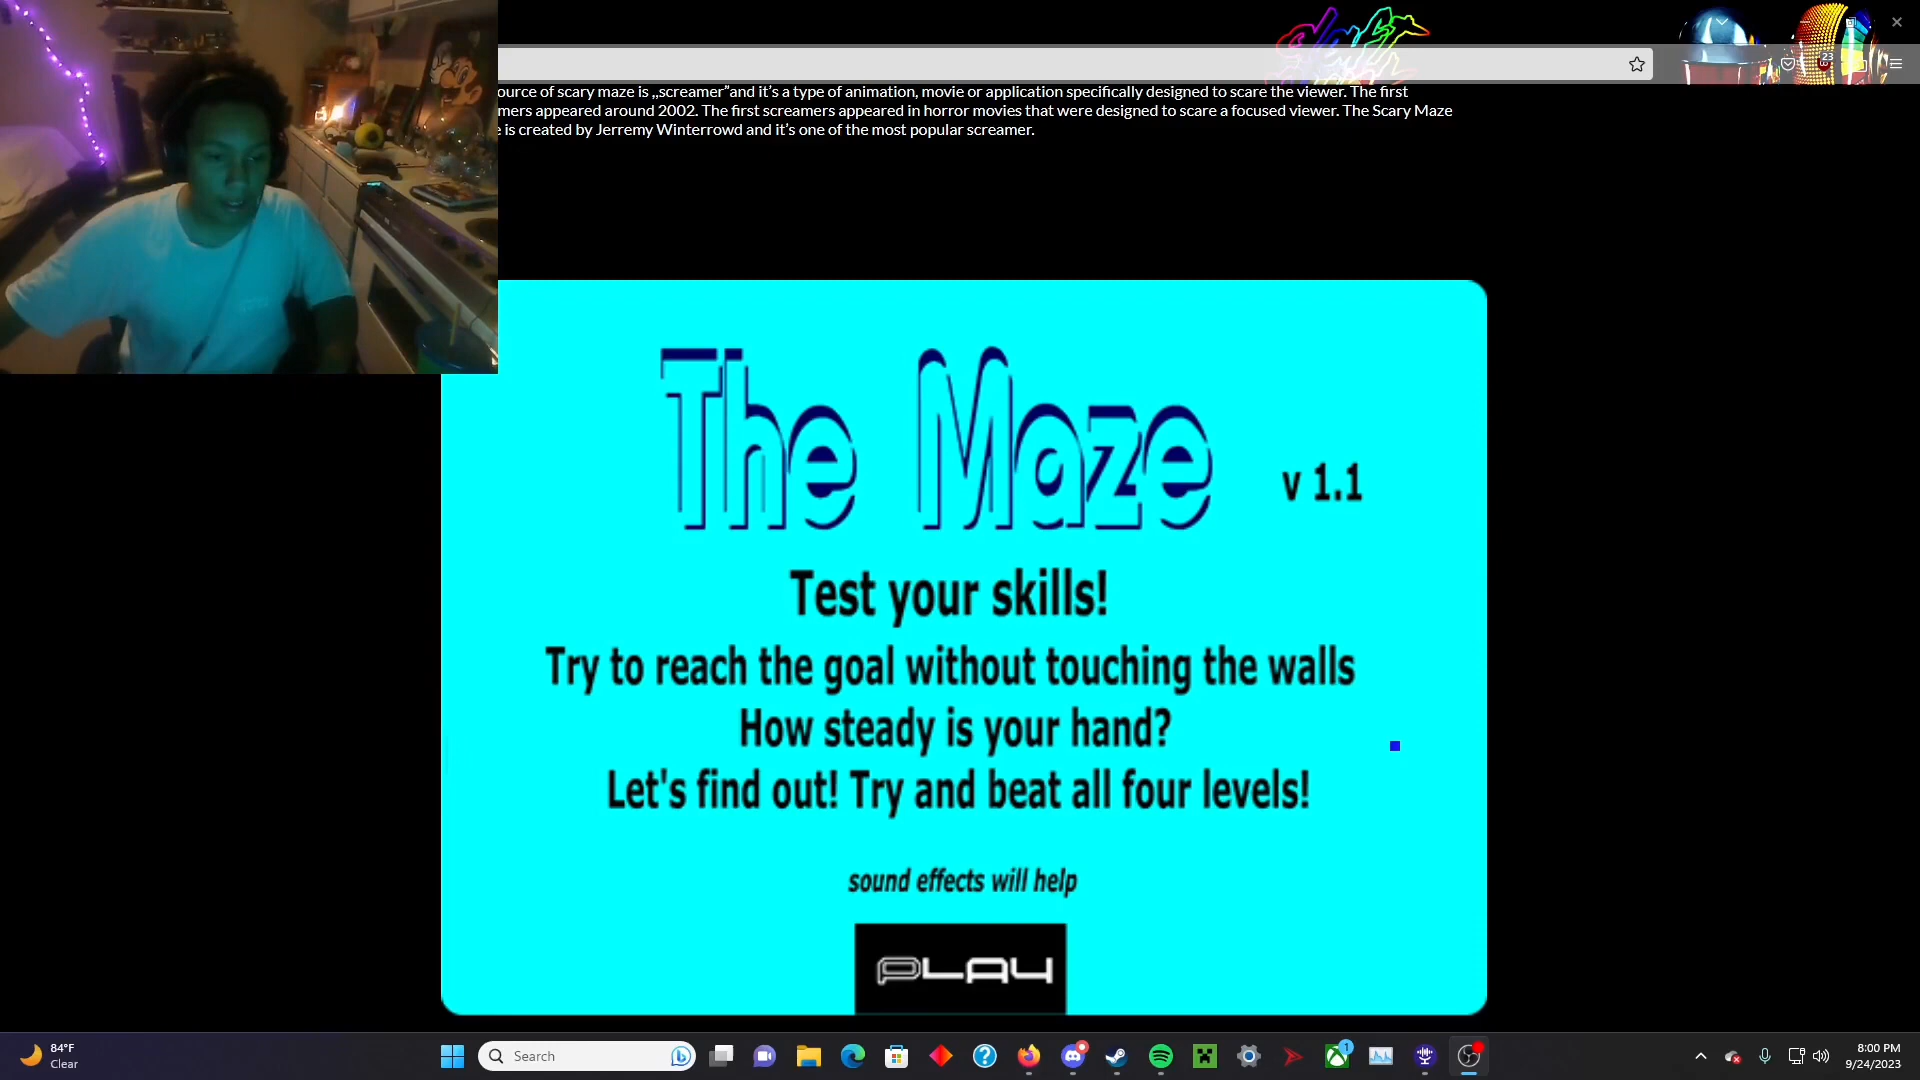 ource of scary maze is „screamer”and it’s a type of animation, movie or application specifically designed to scare the viewer. The first
mers appeared around 2002. The first screamers appeared in horror movies that were designed to scare a focused viewer. The Scary Maze
e is created by Jerremy Winterrowd and it’s one of the most popular screamer.
23
The Maze
v 1.1
Test your skills!
Try to reach the goal without touching the walls
How steady is your hand?
Let's find out! Try and beat all four levels!
sound effects will help
PLAY
84°F
Clear
Search
1
8:00 PM
9/24/2023